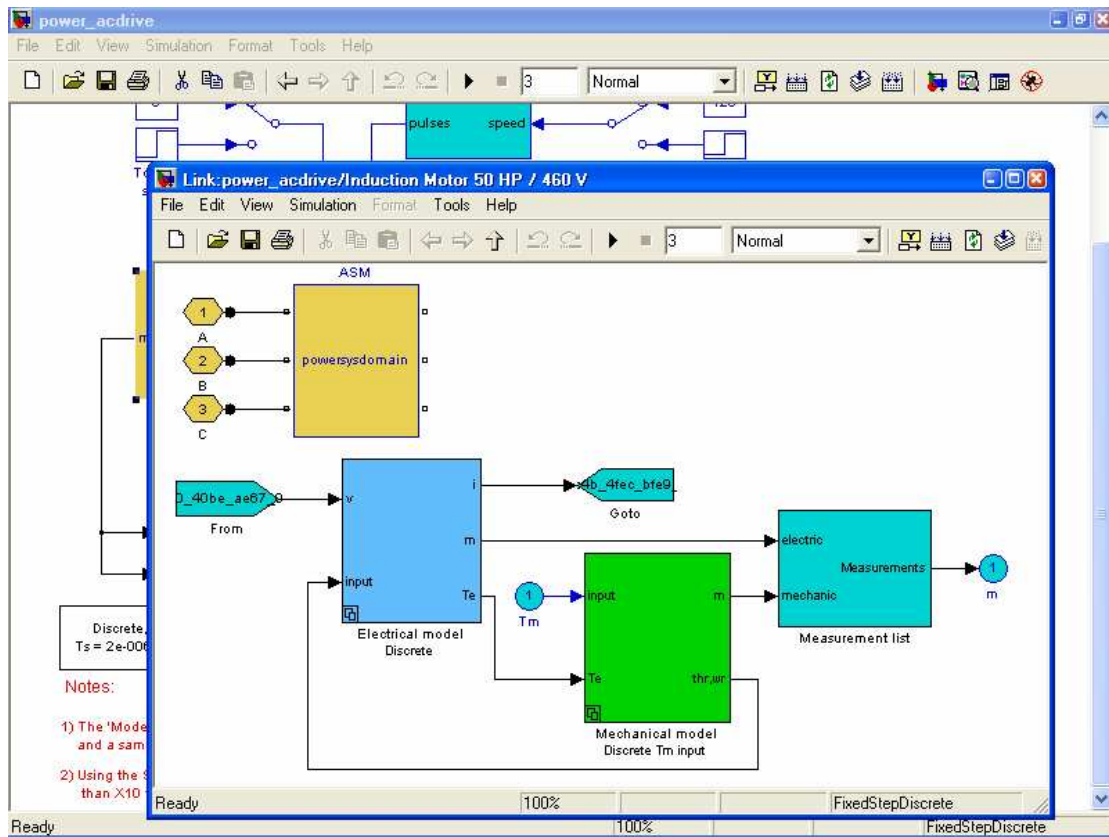 power_acdrive
File Edit View Simulation Format Tools Help
3 Normal
pulses speed
Link:power_acdrive/Induction Motor 50 HP / 460 V
File Edit View Simulation Format Tools Help
3 Normal
ASM
1
A
powersysdomain
2
B
3
C
_40be_ae67_
From
v
i
4b_4fec_bfe9_
Goto
m
electric
input
Te
Electrical model
Discrete
1
Tm
input
m
Te
thr,wr
Mechanical model
Discrete Tm input
Measurements
mechanic
Measurement list
1
m
Discrete,
Ts = 2e-006
Notes:
1) The 'Mode
and a sam
2) Using the
than X10
Ready 100% FixedStepDiscrete
Ready 100% FixedStepDiscrete